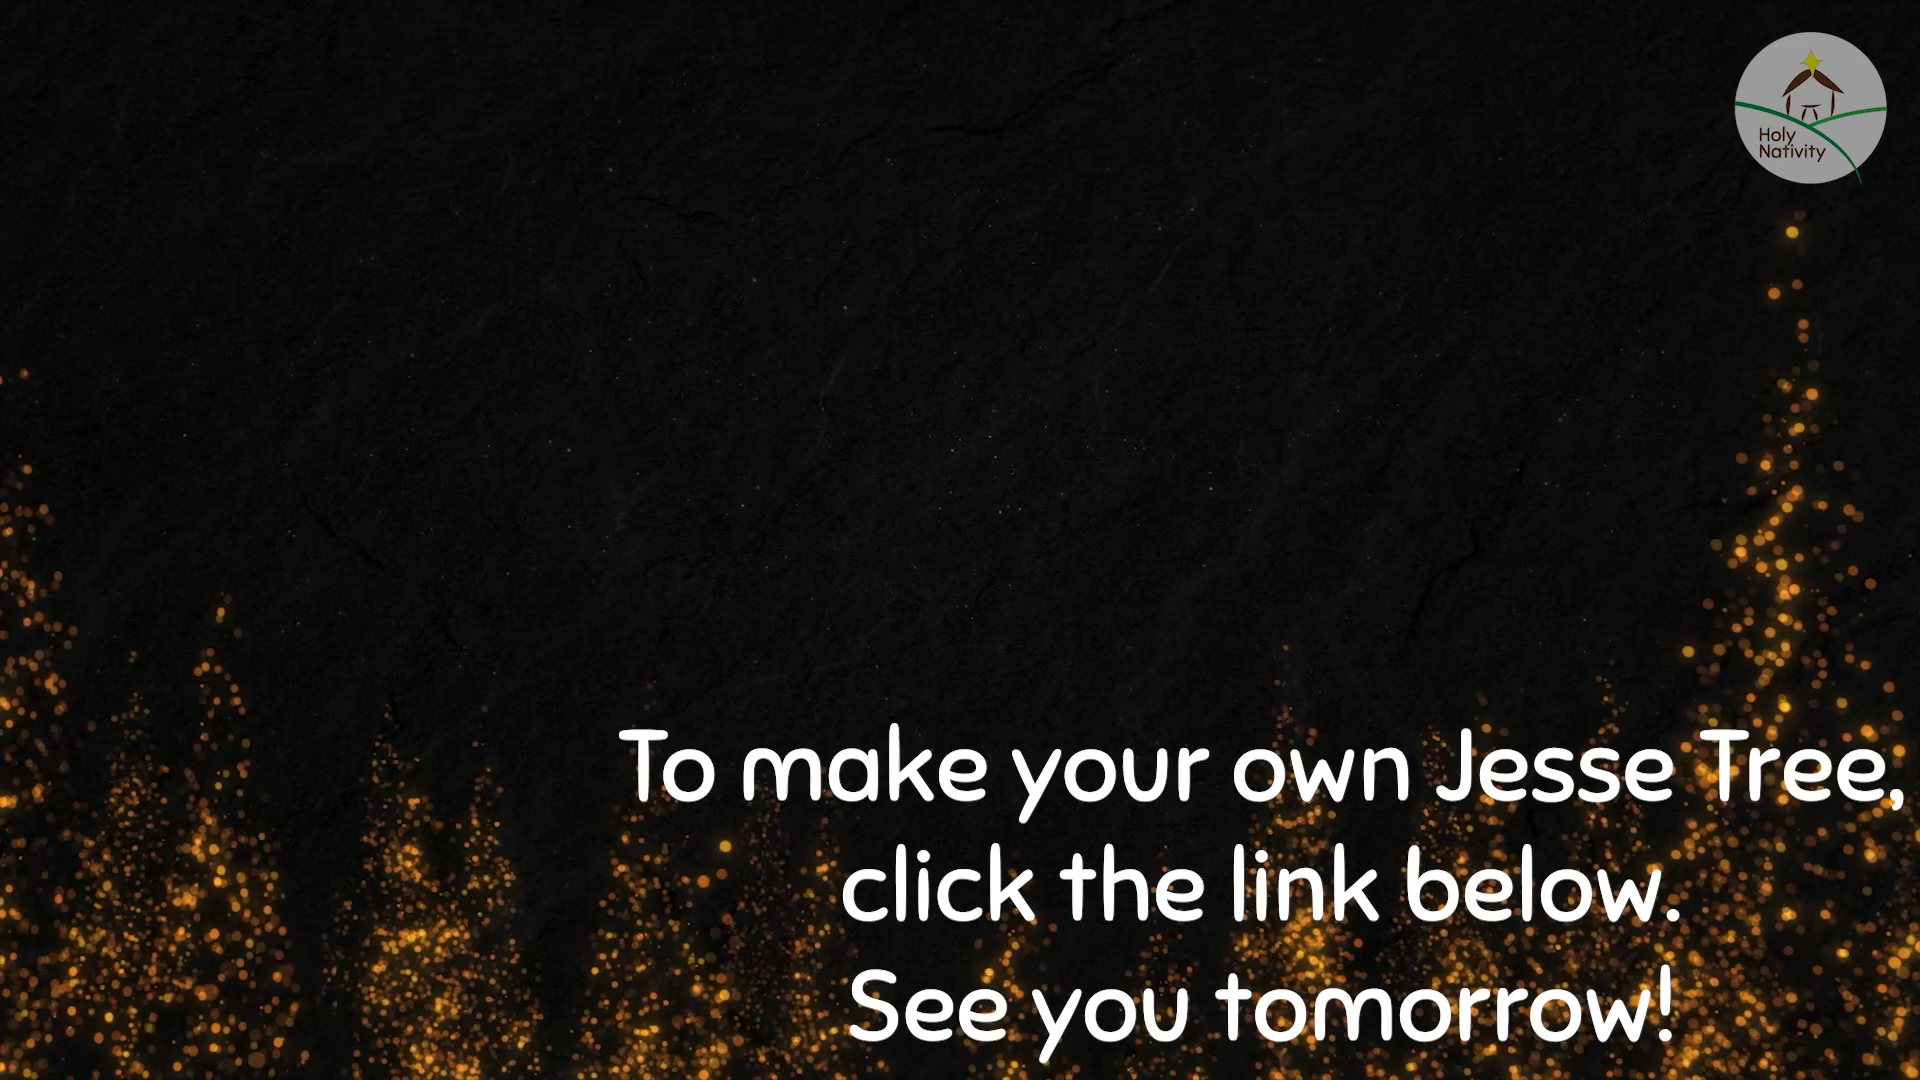 Holy
Nativity
To make your own Jesse Tree,
click the link below.
See you tomorrow!